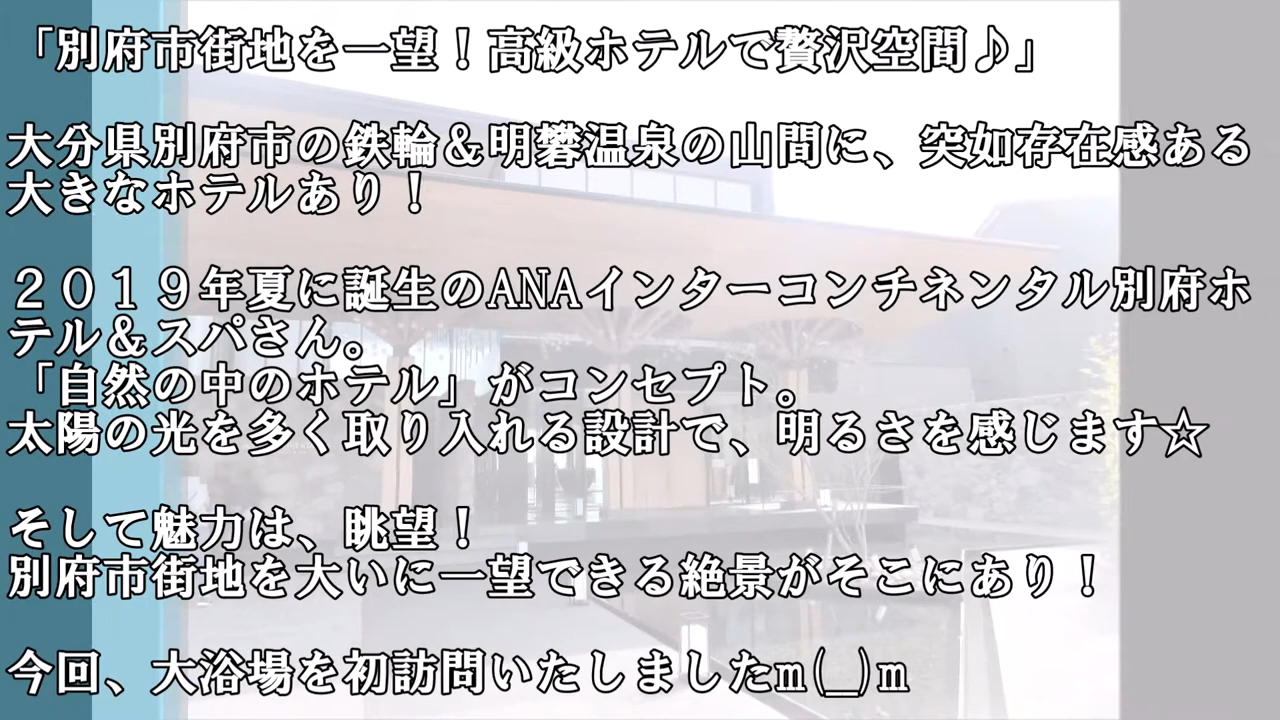 「別府市街地を一望！高級ホテルで贅沢空間♪」
大分県別府市の鉄輪＆明礬温泉の山間に、突如存在感ある
大きなホテルあり！
２０１９年夏に誕生のANAインターコンチネンタル別府ホ
テル＆スパさん。
「自然の中のホテル」がコンセプト。
太陽の光を多く取り入れる設計で、明るさを感じます☆
そして魅力は、眺望！
別府市街地を大いに一望できる絶景がそこにあり！
今回、大浴場を初訪問いたしましたm(_)m